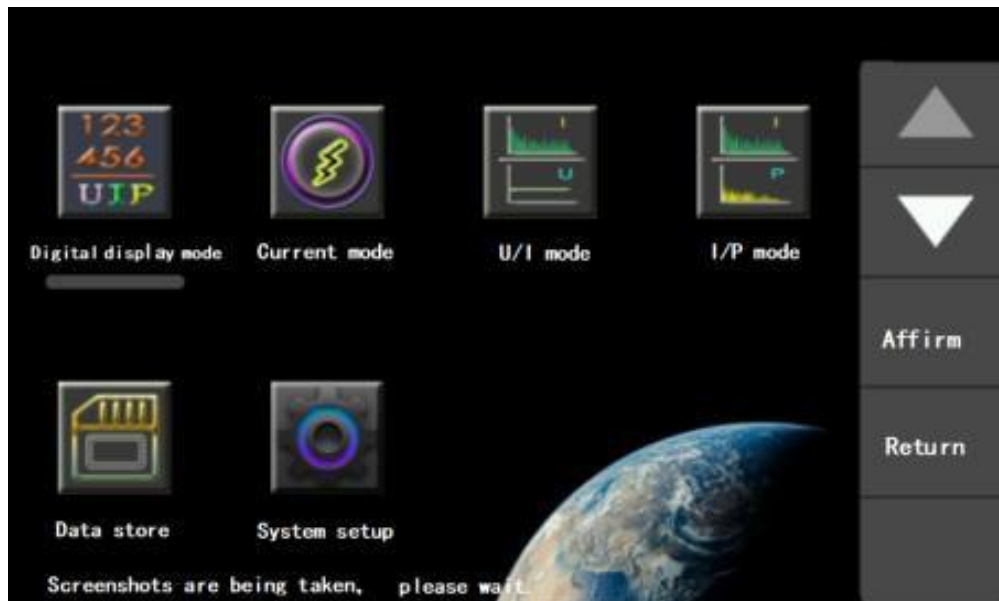 123
456
UIP
I
U
I
P
Digital display mode
Current mode
U/I mode
I/P mode
Affirm
Return
Data store
System setup
Screenshots are being taken, please wait